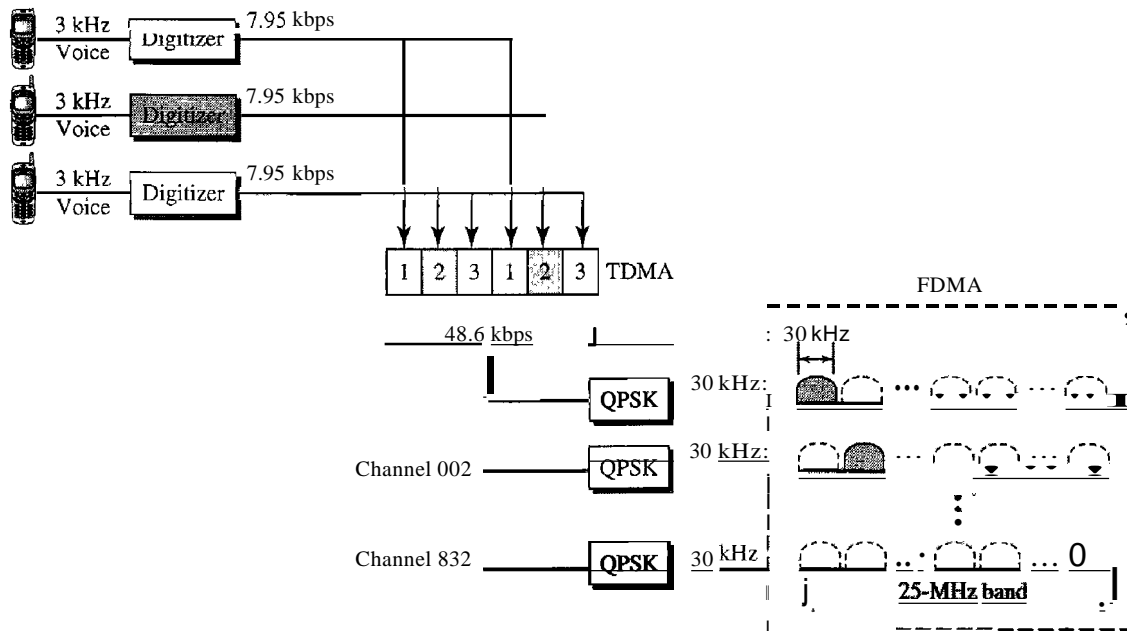 3 kHz
Voice
Digitizer
7.95 kbps
3 kHz
Voice
Digitizer
7.95 kbps
3 kHz
Voice
Digitizer
7.95 kbps
1 2 3 1 2 3 TDMA
FDMA
48.6 kbps
: 30 kHz
QPSK
30 kHz:
Channel 002
QPSK
30 kHz:
Channel 832
QPSK
30 kHz
0
j
25-MHz band